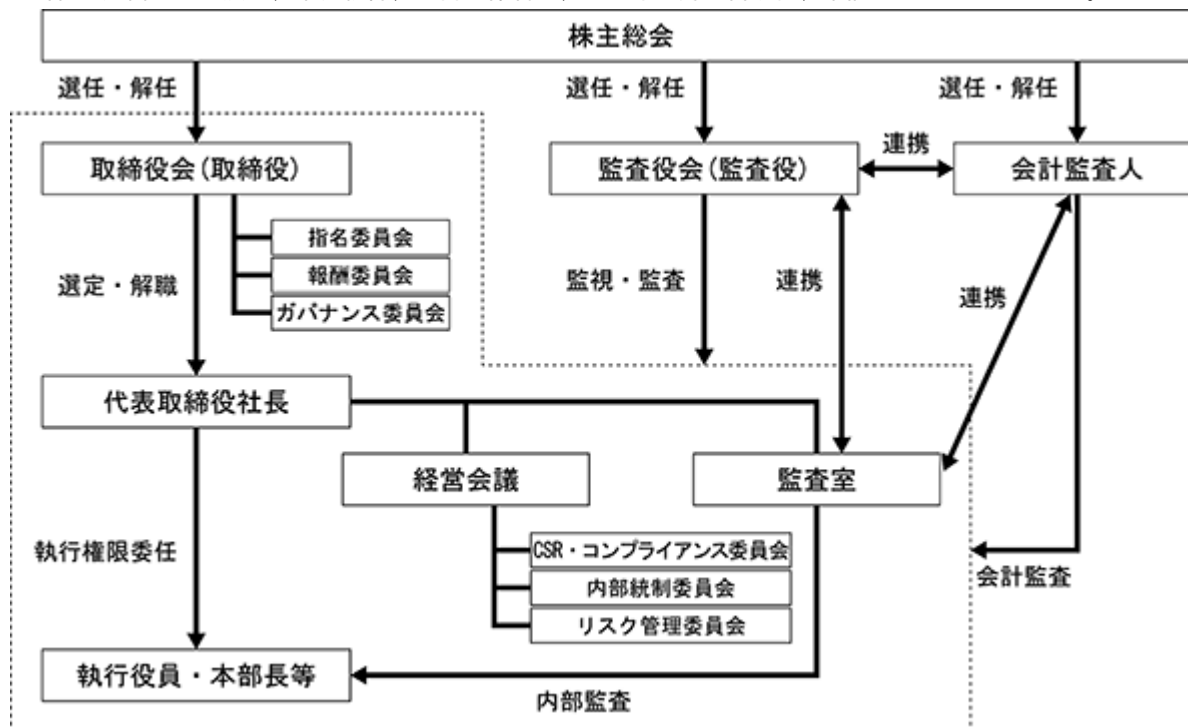 株主総会
選任・解任
選任・解任
選任・解任
取締役会(取締役)
監査役会(監査役)
連携
会計監査人
指名委員会
報酬委員会
ガバナンス委員会
選定・解職
監視・監査
連携
連携
代表取締役社長
経営会議
監査室
執行権限委任
CSR・コンプライアンス委員会
内部統制委員会
リスク管理委員会
会計監査
執行役員・本部長等
内部監査